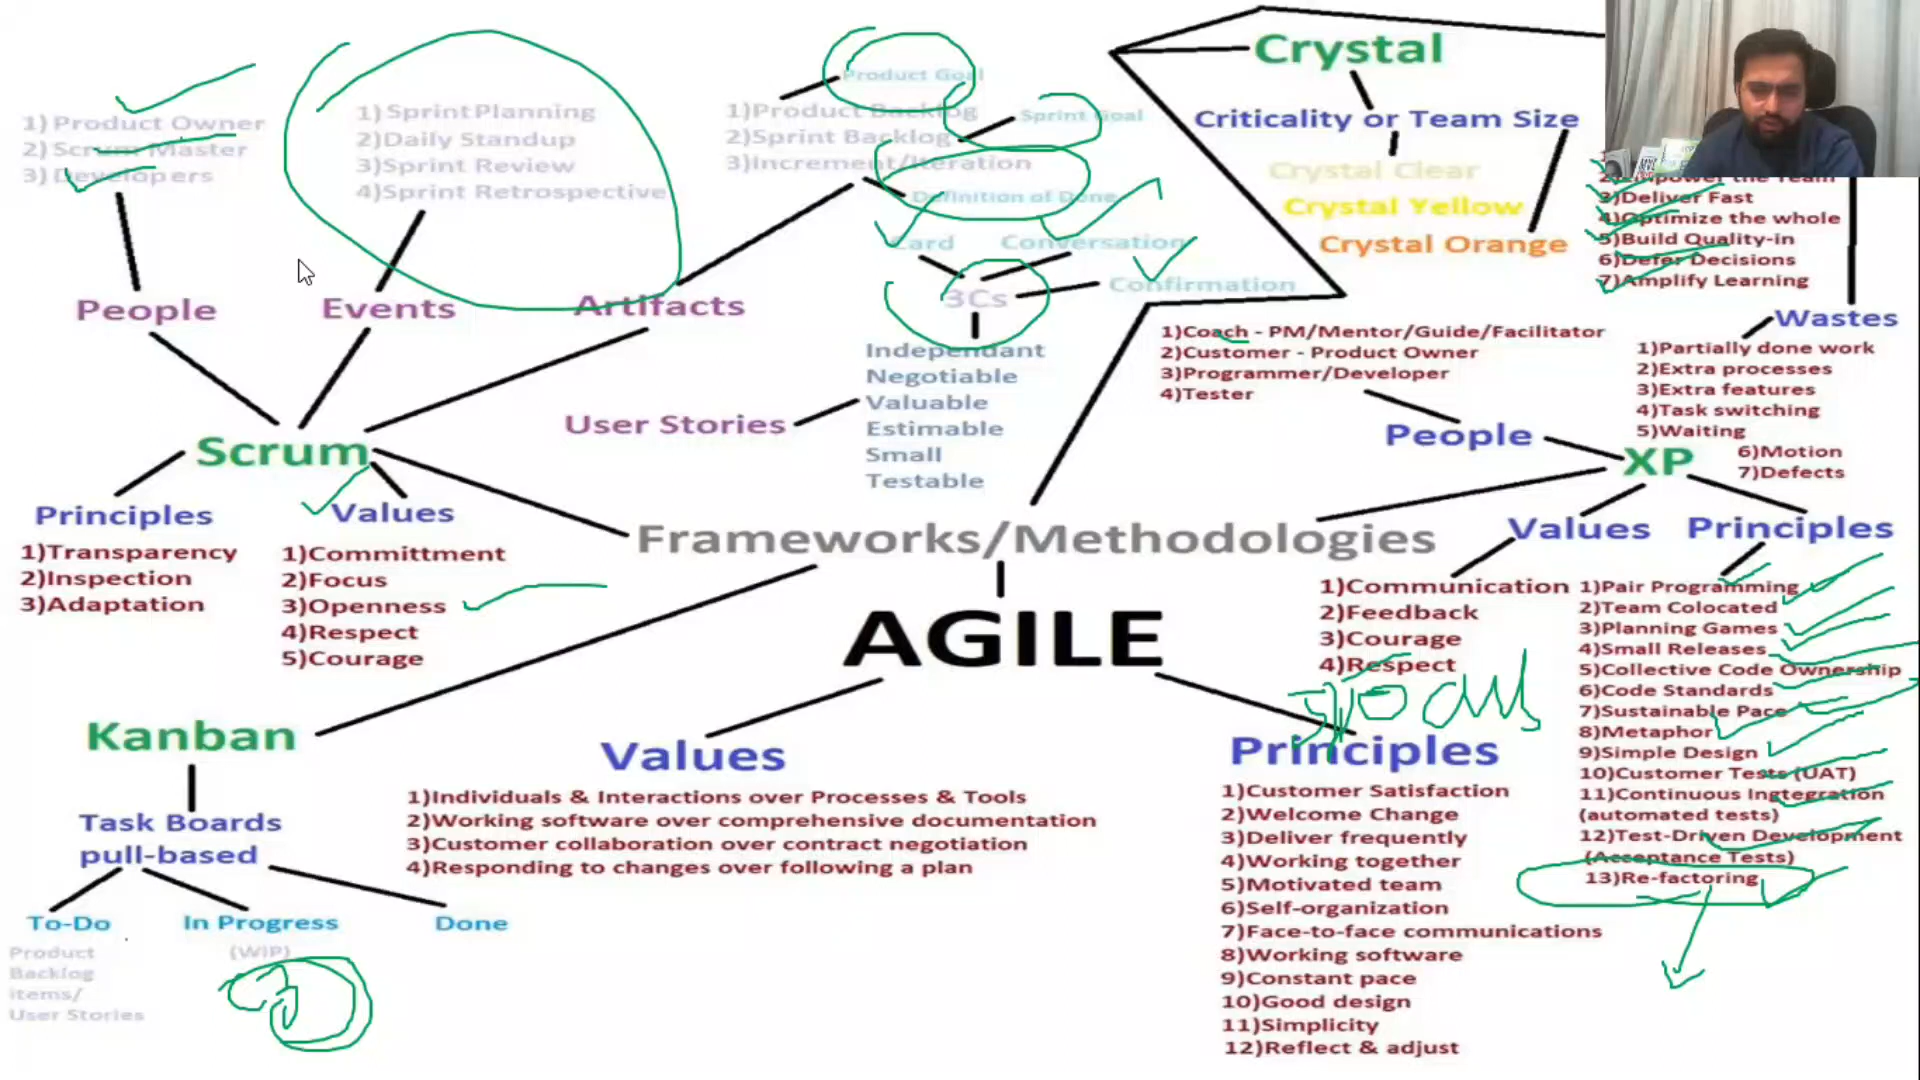 1) Product Owner
2) Scrum Master
3) Developers
1) Sprint Planning
2)Daily Standup
3)Sprint Review
4)Sprint Retrospective
Product Goal
1)Product Backlog
Sprint Goal
2)Sprint Backlog
3)Increment/Iteration
Definition of Done
Card
Conversation
3Cs
Confirmation
People
Events
Artifacts
Independant
Negotiable
Valuable
Estimable
Small
Testable
User Stories
Scrum
Principles
1)Transparency
2)Inspection
3)Adaptation
Values
1)Committment
2)Focus
3)Openness
4)Respect
5)Courage
Crystal
Criticality or Team Size
Crystal Clear
Crystal Yellow
Crystal Orange
the Team
3)Deliver Fast
4)Optimize the whole
5)Build Quality-in
6)Defer Decisions
7)Amplify Learning
Wastes
1)Partially done work
2)Extra processes
3)Extra features
4)Task switching
5)Waiting
6)Motion
7)Defects
1)Coach - PM/Mentor/Guide/Facilitator
2)Customer - Product Owner
3)Programmer/Developer
4)Tester
People
XP
Values
1)Communication
2)Feedback
3)Courage
4)Respect
Principles
1)Pair Programming
2)Team Colocated
3)Planning Games
4)Small Releases
5)Collective Code Ownership
6)Code Standards
7)Sustainable Pace
8)Metaphor
9)Simple Design
10)Customer Tests (UAT)
11)Continuous Ingtegration
(automated tests)
12)Test-Driven Development
(Acceptance Tests)
13)Re-factoring
Frameworks/Methodologies
AGILE
Kanban
Task Boards
pull-based
To-Do
In Progress
Done
Product
Backlog
items/
User Stories
(WIP)
Values
1)Individuals & Interactions over Processes & Tools
2)Working software over comprehensive documentation
3)Customer collaboration over contract negotiation
4)Responding to changes over following a plan
Principles
1)Customer Satisfaction
2)Welcome Change
3)Deliver frequently
4)Working together
5)Motivated team
6)Self-organization
7)Face-to-face communications
8)Working software
9)Constant pace
10)Good design
11)Simplicity
12)Reflect & adjust